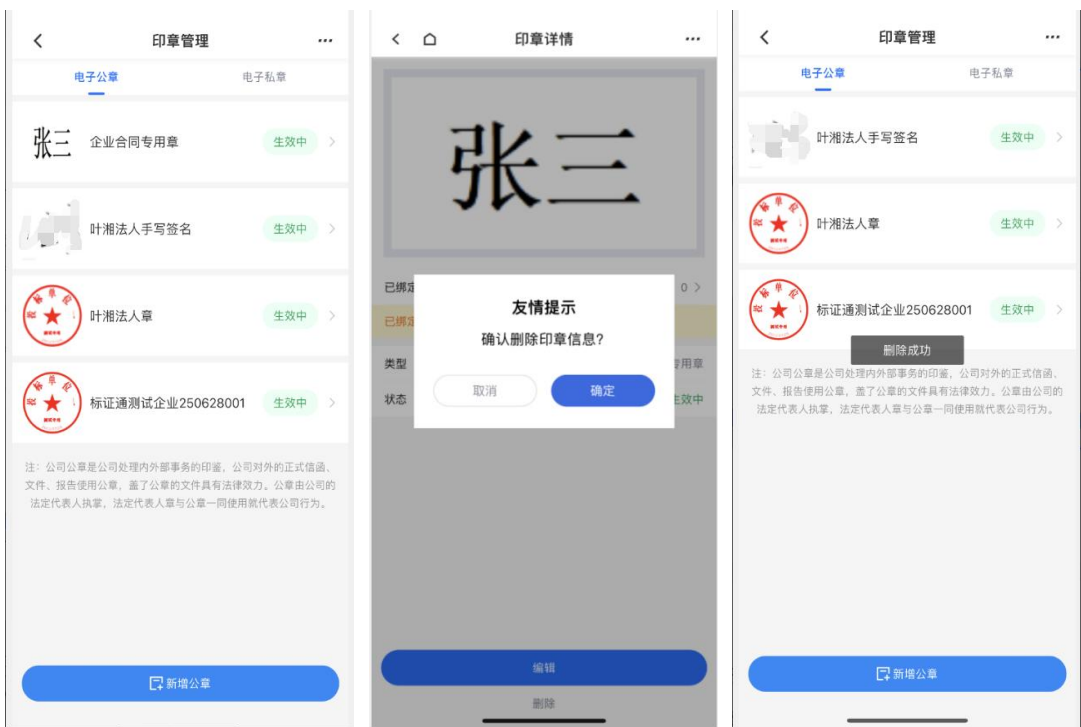 印章管理
电子公章
电子私章
张三
企业合同专用章
生效中
叶湘法人手写签名
生效中
叶湘法人章
生效中
标证通测试企业250628001
生效中
注：公司公章是公司处理内外部事务的印鉴，公司对外的正式信函、
文件、报告使用公章，盖了公章的文件具有法律效力。公章由公司的
法定代表人执掌，法定代表人章与公章一同使用就代表公司行为。
新增公章
印章详情
张三
已绑定
0
已绑定
友情提示
确认删除印章信息？
取消
确定
类型
专用章
状态
生效中
编辑
删除
印章管理
电子公章
电子私章
叶湘法人手写签名
生效中
叶湘法人章
生效中
标证通测试企业250628001
生效中
删除成功
注：公司公章是公司处理内外部事务的印鉴，公司对外的正式信函、
文件、报告使用公章，盖了公章的文件具有法律效力。公章由公司的
法定代表人执掌，法定代表人章与公章一同使用就代表公司行为。
新增公章